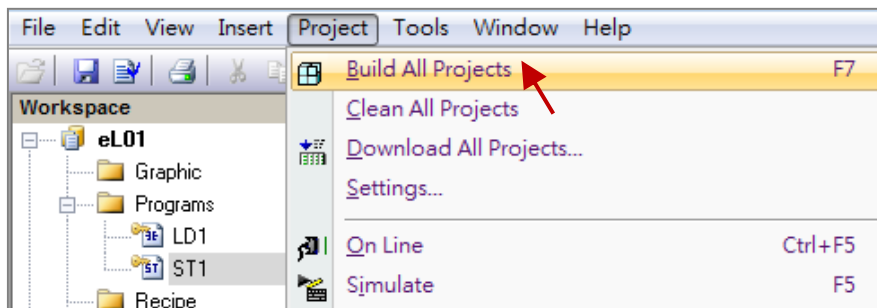 File Edit View Insert Project Tools Window Help
Build All Projects F7
Workspace
Clean All Projects
eL01
Download All Projects...
Graphic
Settings...
Programs
LD1
On Line Ctrl+F5
ST1
Simulate F5
Recipe